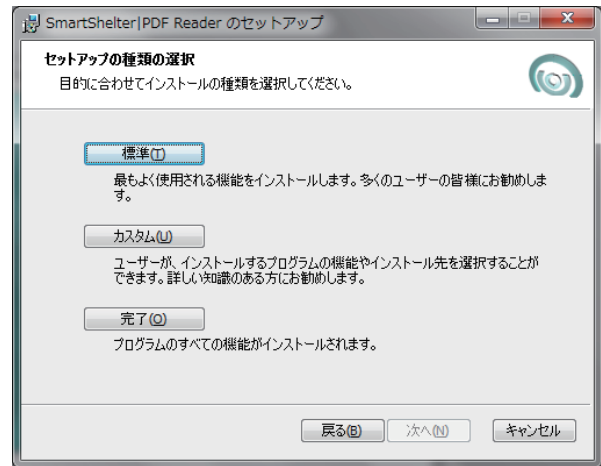 SmartShelter|PDF Reader のセットアップ
セットアップの種類の選択
目的に合わせてインストールの種類を選択してください。
標準(T)
最もよく使用される機能をインストールします。多くのユーザーの皆様にお勧めしま
す。
カスタム(U)
ユーザーが、インストールするプログラムの機能やインストール先を選択することが
できます。詳しい知識のある方にお勧めします。
完了(O)
プログラムのすべての機能がインストールされます。
戻る(B) 次へ(N) キャンセル